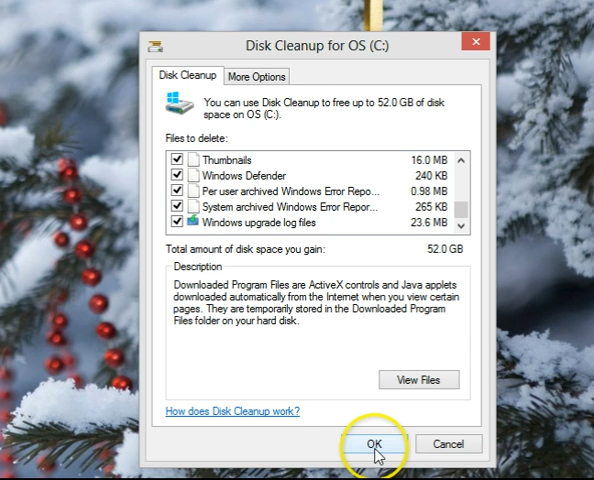 Disk Cleanup for OS (C:)
Disk Cleanup
More Options
You can use Disk Cleanup to free up to 52.0 GB of disk
space on OS (C:).
Files to delete:
Thumbnails 16.0 MB
Windows Defender 240 KB
Per user archived Windows Error Repo... 0.98 MB
System archived Windows Error Repor... 265 KB
Windows upgrade log files 23.6 MB
Total amount of disk space you gain: 52.0 GB
Description
Downloaded Program Files are ActiveX controls and Java applets
downloaded automatically from the Internet when you view certain
pages. They are temporarily stored in the Downloaded Program
Files folder on your hard disk.
View Files
How does Disk Cleanup work?
OK
Cancel